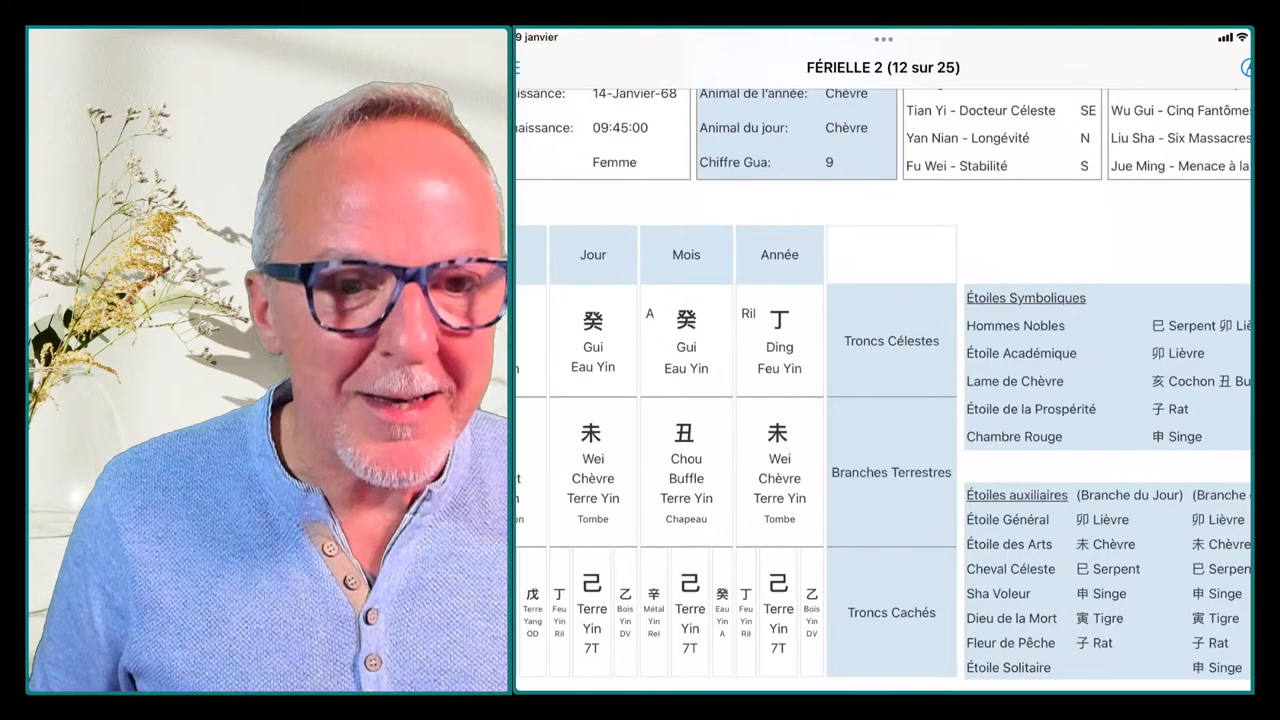 9 janvier
FÉRIELLE 2 (12 sur 25)
aissance: 14-Janvier-68
naissance: 09:45:00
Femme
Animal de l'année: Chèvre
Animal du jour: Chèvre
Chiffre Gua: 9
Tian Yi - Docteur Céleste SE
Yan Nian - Longévité N
Fu Wei - Stabilité S
Wu Gui - Cinq Fantômes
Liu Sha - Six Massacres
Jue Ming - Menace à la
Jour Mois Année
癸 A 癸 Ril 丁
Gui Gui Ding Troncs Célestes
Eau Yin Eau Yin Feu Yin
未 丑 未
Wei Chou Wei
Chèvre Buffle Chèvre Branches Terrestres
Terre Yin Terre Yin Terre Yin
Tombe Chapeau Tombe
戊 丁 己 乙 辛 己 癸 丁 己 乙
Terre Feu Terre Bois Métal Terre Eau Feu Terre Bois Troncs Cachés
Yang Yin Yin Yin Yin Yin Yin Yin Yin Yin
OD Ril 7T DV Rel 7T A Ril 7T DV
Étoiles Symboliques
Hommes Nobles 巳 Serpent 卯 Liè
Étoile Académique 卯 Lièvre
Lame de Chèvre 亥 Cochon 丑 Bu
Étoile de la Prospérité 子 Rat
Chambre Rouge 申 Singe
Étoiles auxiliaires (Branche du Jour) (Branche
Étoile Général 卯 Lièvre 卯 Lièvre
Étoile des Arts 未 Chèvre 未 Chèvre
Cheval Céleste 巳 Serpent 巳 Serpen
Sha Voleur 申 Singe 申 Singe
Dieu de la Mort 寅 Tigre 寅 Tigre
Fleur de Pêche 子 Rat 子 Rat
Étoile Solitaire 申 Singe